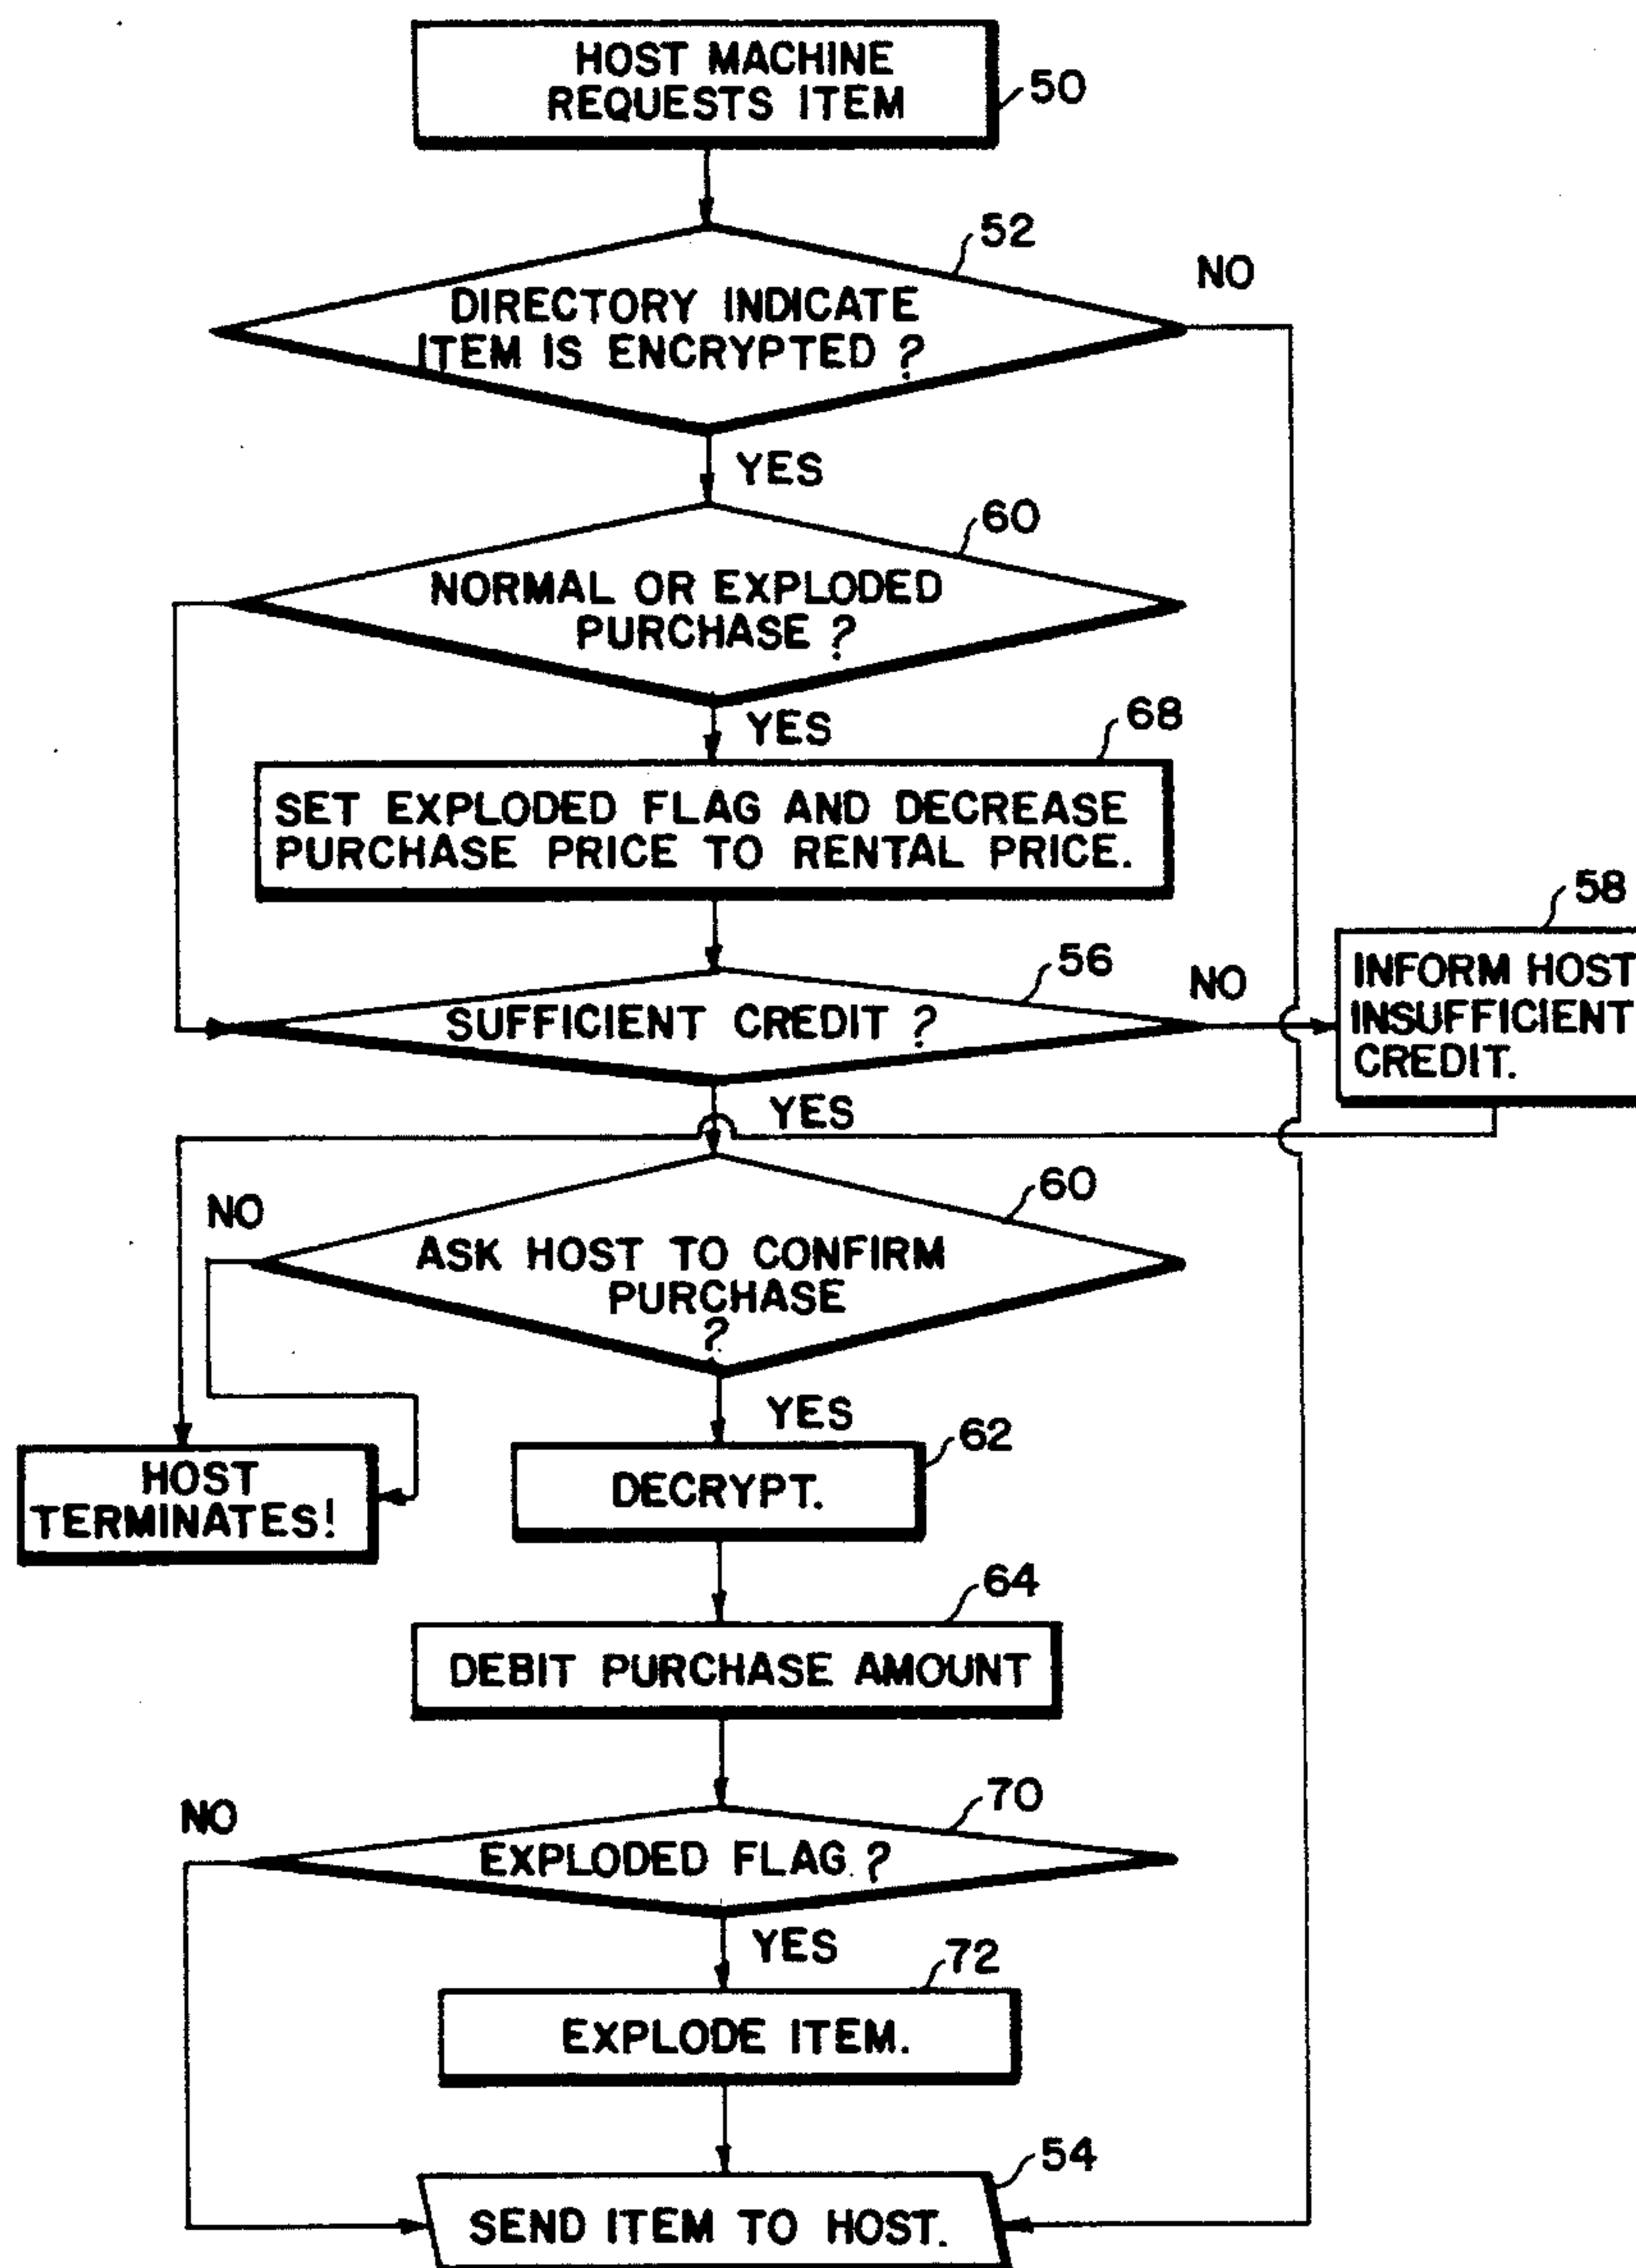 HOST MACHINE
REQUESTS ITEM
50
52
NO
DIRECTORY INDICATE
ITEM IS ENCRYPTED ?
YES
60
NORMAL OR EXPLODED
PURCHASE ?
YES
68
SET EXPLODED FLAG AND DECREASE
PURCHASE PRICE TO RENTAL PRICE.
58
56
NO
INFORM HOST
INSUFFICIENT
CREDIT.
SUFFICIENT CREDIT ?
YES
60
NO
ASK HOST TO CONFIRM
PURCHASE
?
YES
62
HOST
TERMINATES!
DECRYPT.
64
DEBIT PURCHASE AMOUNT
70
NO
EXPLODED FLAG. ?
YES
72
EXPLODE ITEM.
54
SEND ITEM TO HOST.